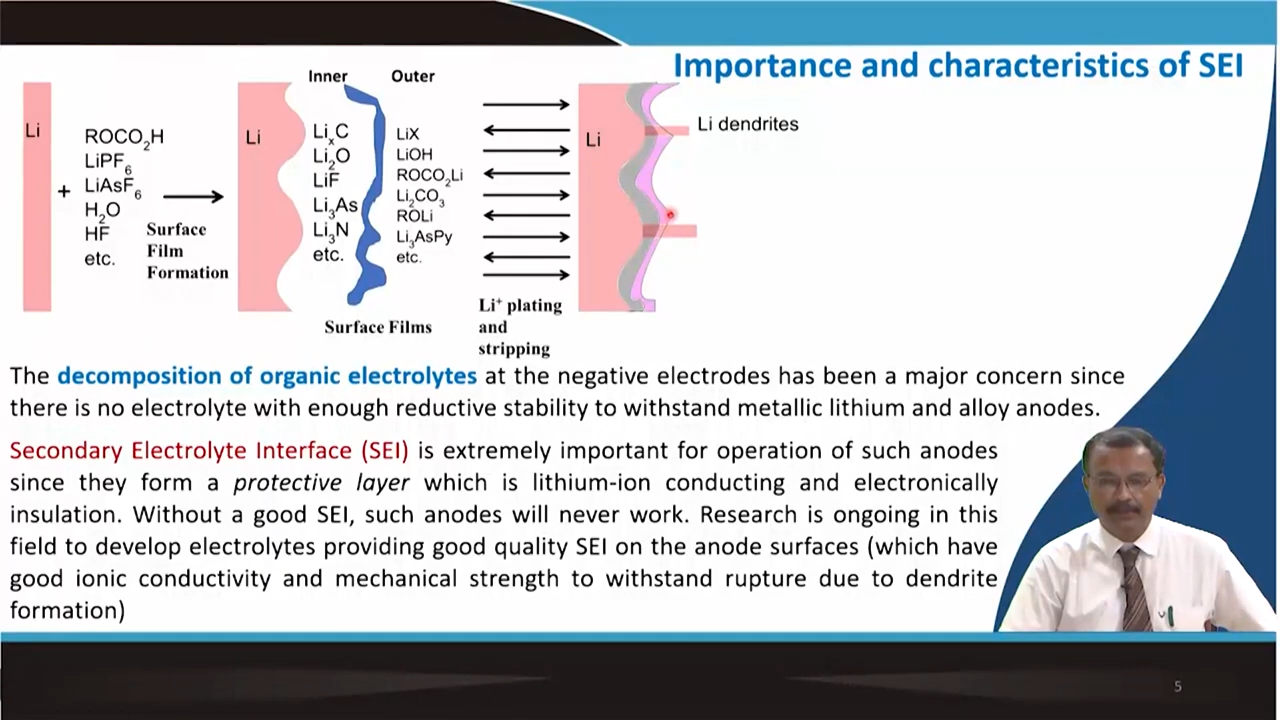 Importance and characteristics of SEI
Inner
Outer
Li
+
ROCO2H
LiPF6
LiAsF6
H2O
HF
etc.
Surface
Film
Formation
Li
LixC
Li2O
LiF
Li3As
Li3N
etc.
LiX
LiOH
ROCO2Li
Li2CO3
ROLi
Li3AsPy
etc.
Surface Films
Li+ plating
and
stripping
Li
Li dendrites
The decomposition of organic electrolytes at the negative electrodes has been a major concern since
there is no electrolyte with enough reductive stability to withstand metallic lithium and alloy anodes.
Secondary Electrolyte Interface (SEI) is extremely important for operation of such anodes
since they form a protective layer which is lithium-ion conducting and electronically
insulation. Without a good SEI, such anodes will never work. Research is ongoing in this
field to develop electrolytes providing good quality SEI on the anode surfaces (which have
good ionic conductivity and mechanical strength to withstand rupture due to dendrite
formation)
5